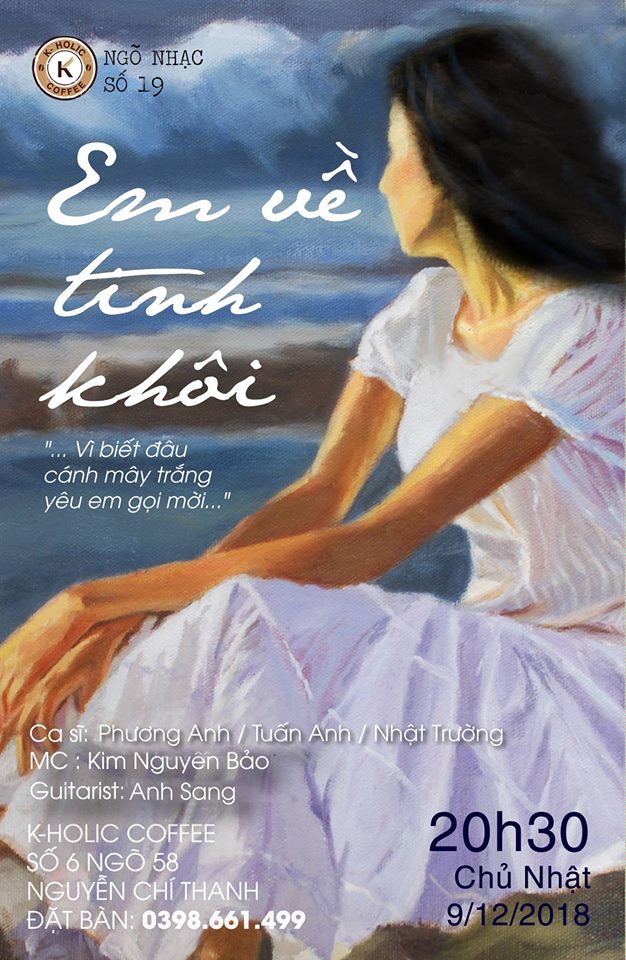 K-HOLIC
K
COFFEE
NGÕ NHẠC
SỐ 19
Em về
tinh
khôi
"... Vì biết đâu
cánh mây trắng
yêu em gọi mời..."
Ca sĩ: Phương Anh / Tuấn Anh / Nhật Trường
MC : Kim Nguyên Bảo
Guitarist: Anh Sang
K-HOLIC COFFEE
SỐ 6 NGÕ 58
NGUYỄN CHÍ THANH
ĐẶT BÀN: 0398.661.499
20h30
Chủ Nhật
9/12/2018